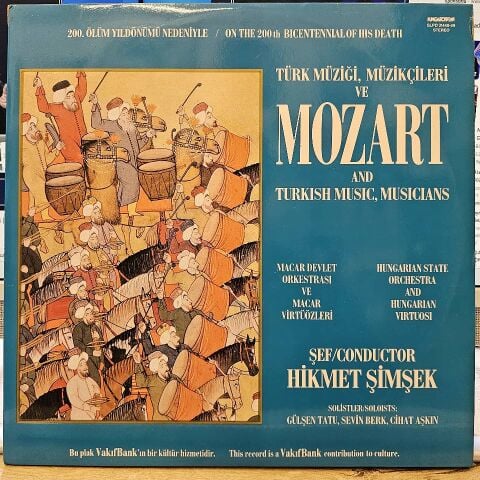 200. ÖLÜM YILDÖNÜMÜ NEDENİYLE / ON THE 200th BICENTENNIAL OF HIS DEATH
HUNGAROTON
STEREO
TÜRK MÜZİĞİ, MÜZİKÇİLERİ
VE
MOZART
AND
TURKISH MUSIC, MUSICIANS
MACAR DEVLET
ORKESTRASI
VE
MACAR
VİRTÜÖZLERİ
HUNGARIAN STATE
ORCHESTRA
AND
HUNGARIAN
VIRTUOSI
ŞEF/CONDUCTOR
HİKMET ŞİMŞEK
SOLİSTLER/SOLOISTS:
GÜLŞEN TATU, SEVİN BERK, CİHAT AŞKIN
Bu plak VakıfBank'ın bir kültür hizmetidir. This record is a VakıfBank contribution to culture.